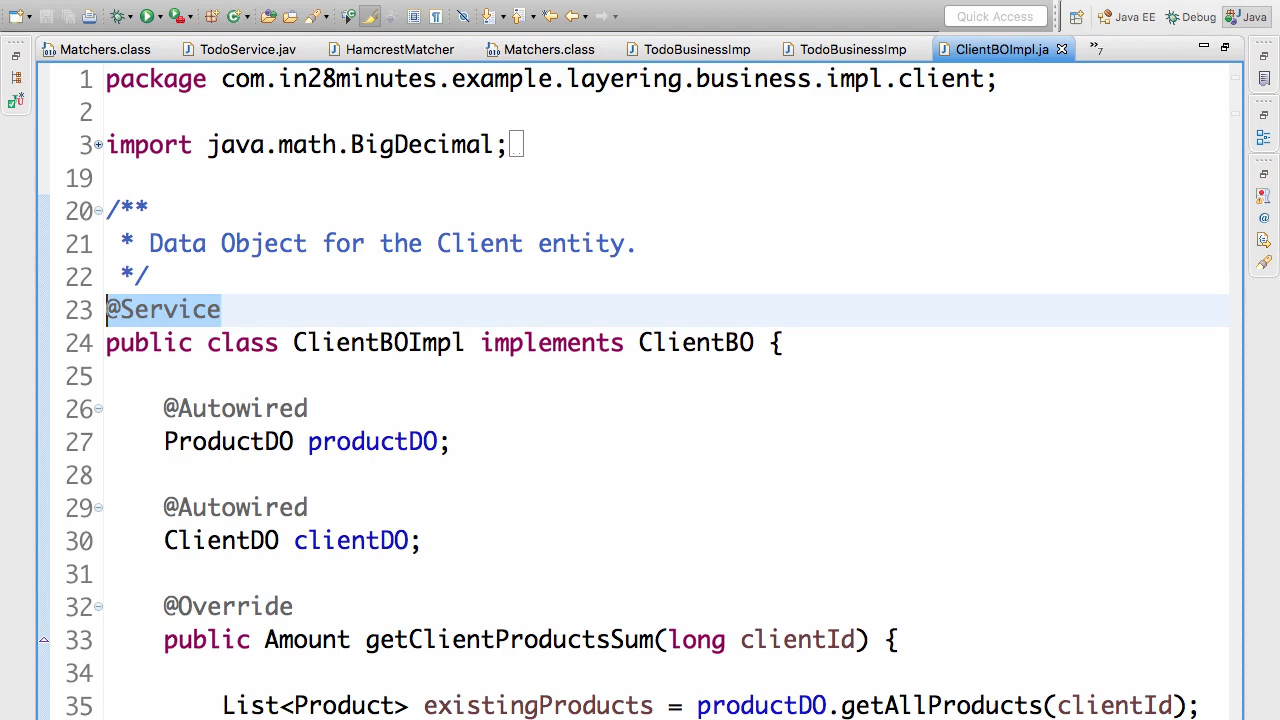 Quick Access
Java EE
Debug
Java
Matchers.class
TodoService.jav
HamcrestMatcher
Matchers.class
TodoBusinessImp
TodoBusinessImp
ClientBOImpl.ja
»7
1 package com.in28minutes.example.layering.business.impl.client;
2
3 import java.math.BigDecimal;
19
20 /**
21 * Data Object for the Client entity.
22 */
23 @Service
24 public class ClientBOImpl implements ClientBO {
25
26 @Autowired
27 ProductDO productDO;
28
29 @Autowired
30 ClientDO clientDO;
31
32 @Override
33 public Amount getClientProductsSum(long clientId) {
34
35 List<Product> existingProducts = productDO.getAllProducts(clientId);